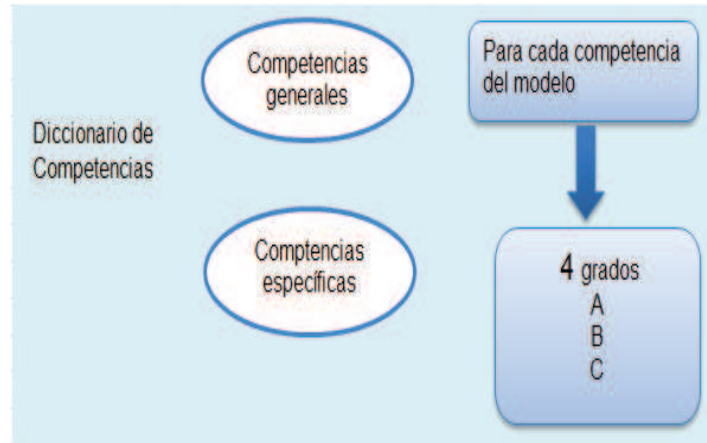 Diccionario de
Competencias
Competencias
generales
Comptencias
específicas
Para cada competencia
del modelo
4 grados
A
B
C